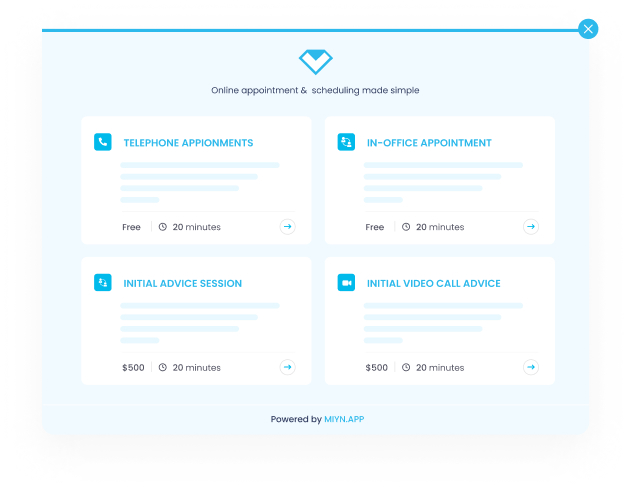 Online appointment & scheduling made simple
TELEPHONE APPIONMENTS
Free
20 minutes
IN-OFFICE APPOINTMENT
Free
20 minutes
INITIAL ADVICE SESSION
$500
20 minutes
INITIAL VIDEO CALL ADVICE
$500
20 minutes
Powered by MIYN.APP